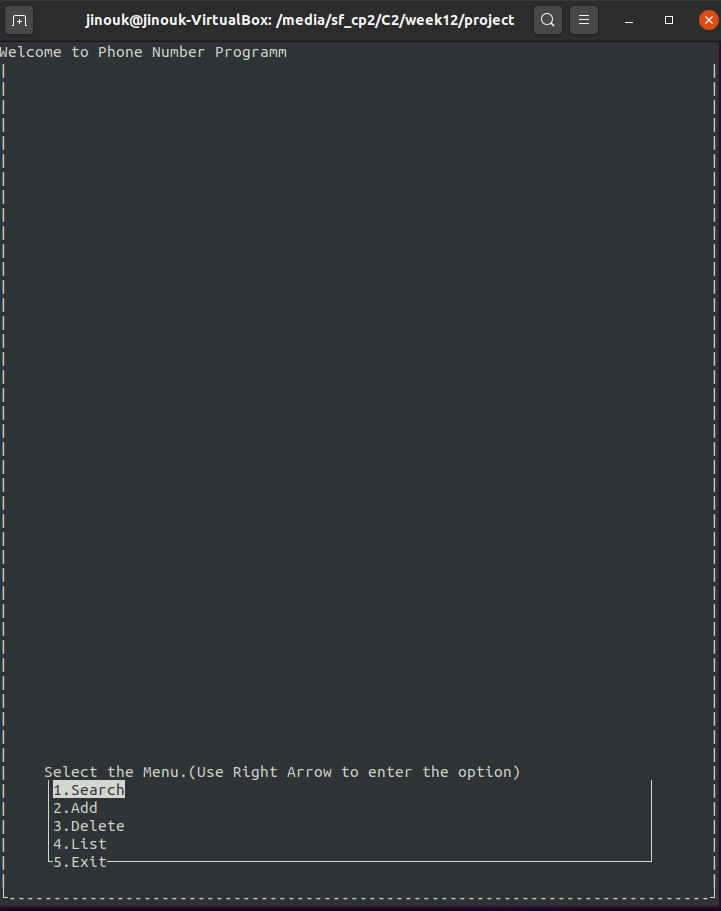 jinouk@jinouk-VirtualBox: /media/sf_cp2/C2/week12/project
Welcome to Phone Number Programm
Select the Menu.(Use Right Arrow to enter the option)
1.Search
2.Add
3.Delete
4.List
5.Exit